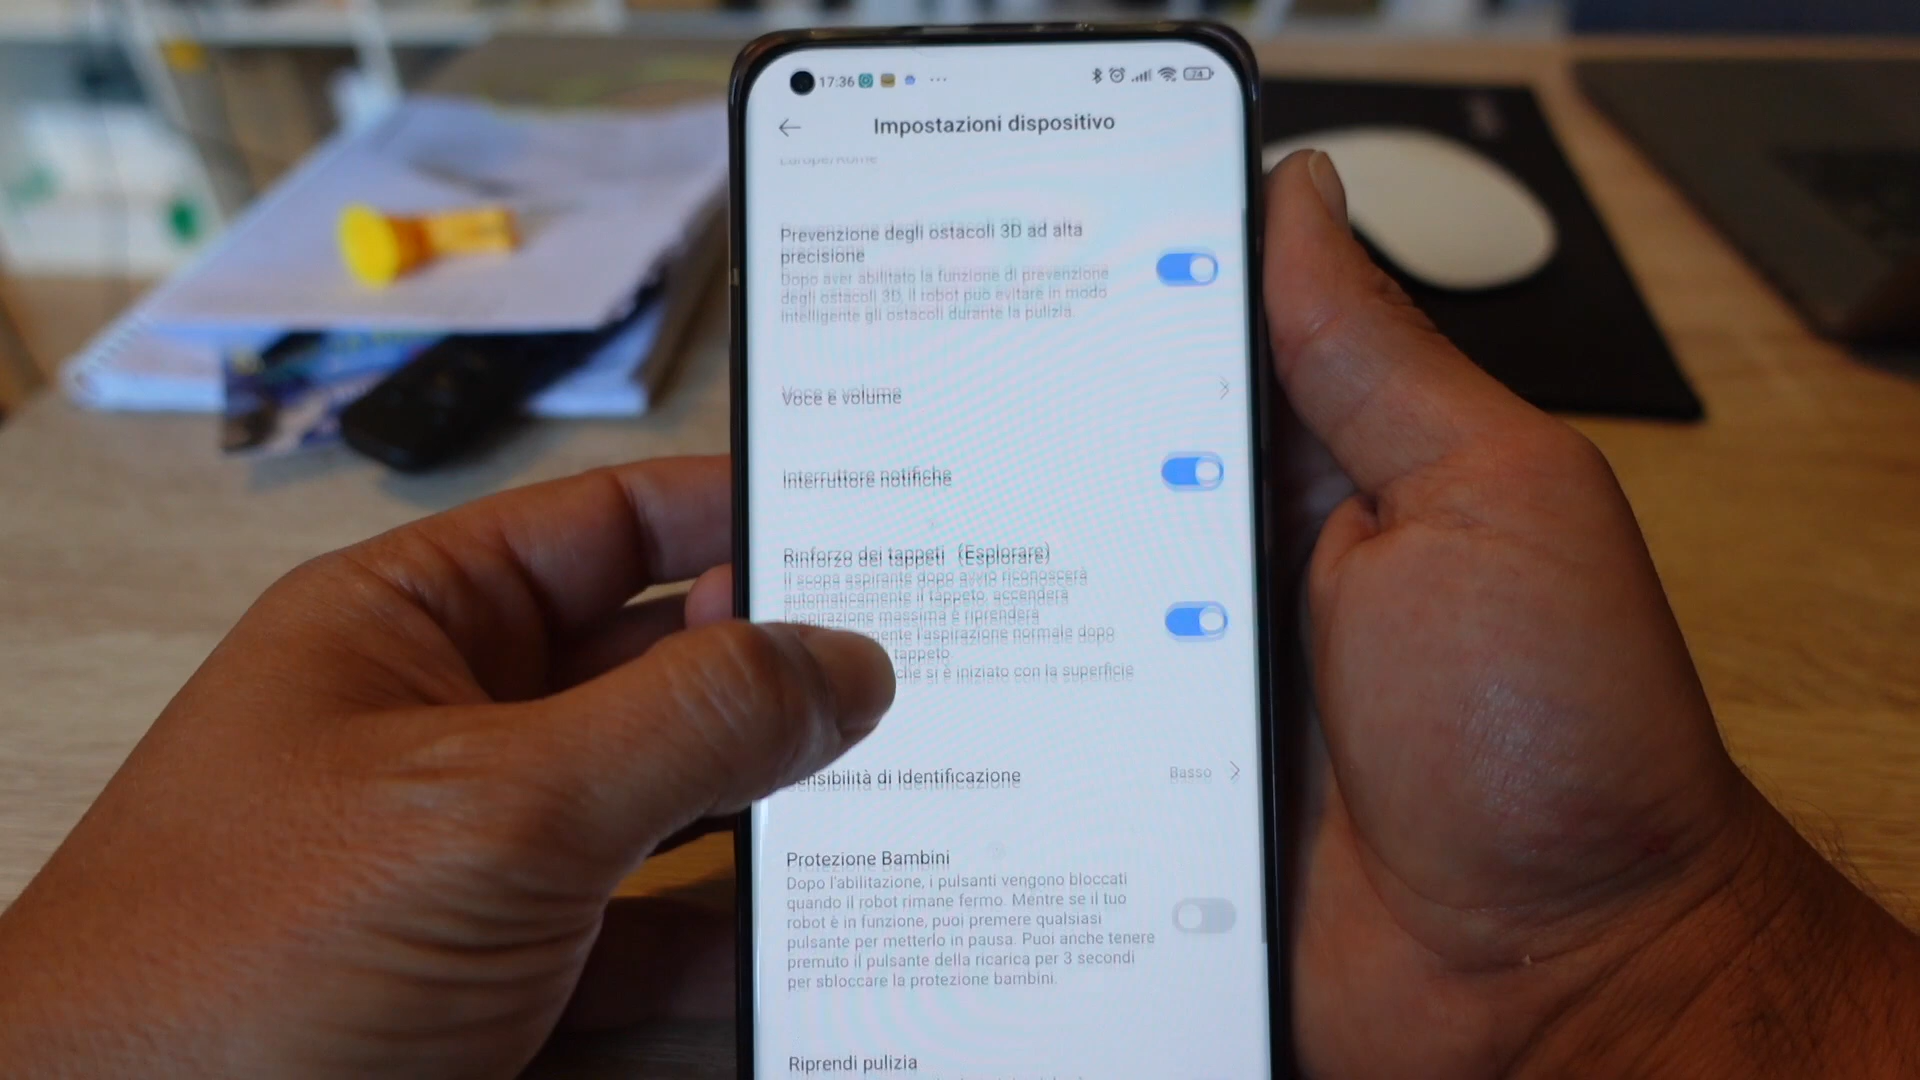 17:36
24
Impostazioni dispositivo
Prevenzione degli ostacoli 3D ad alta
precisione
Dopo aver abilitato la funzione di prevenzione
degli ostacoli 3D, il robot può evitare in modo
intelligente gli ostacoli durante la pulizia.
Voce e volume
Interruttore notifiche
Rinforzo dei tappeti (Esplorare)
Il scopa aspirante dopo avvio riconoscerà
automaticamente il tappeto, accenderà
l'aspirazione massima e riprenderà
mente l'aspirazione normale dopo
tappeto
che si è iniziato con la superficie
ensibilità di Identificazione
Basso
Protezione Bambini
Dopo l'abilitazione, i pulsanti vengono bloccati
quando il robot rimane fermo. Mentre se il tuo
robot è in funzione, puoi premere qualsiasi
pulsante per metterlo in pausa. Puoi anche tenere
premuto il pulsante della ricarica per 3 secondi
per sbloccare la protezione bambini.
Riprendi pulizia